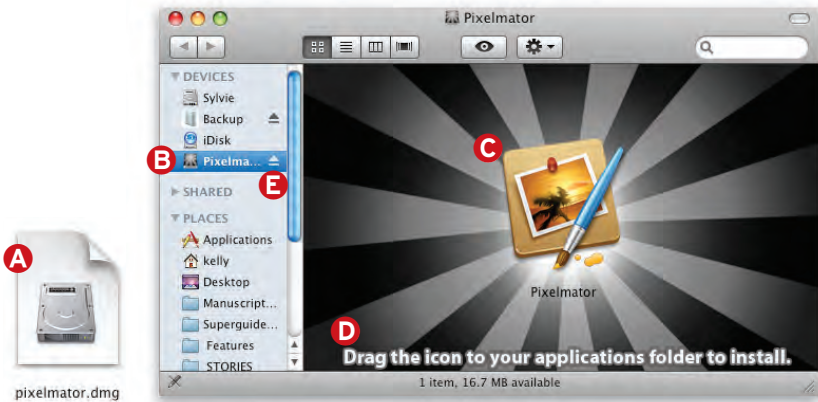 Pixelmator
DEVICES
Sylvie
Backup
iDisk
B
Pixelma...
E
SHARED
PLACES
Applications
kelly
Desktop
Manuscript...
Superguide...
Features
STORIES
C
Pixelmator
D
Drag the icon to your applications folder to install.
1 item, 16.7 MB available
A
pixelmator.dmg